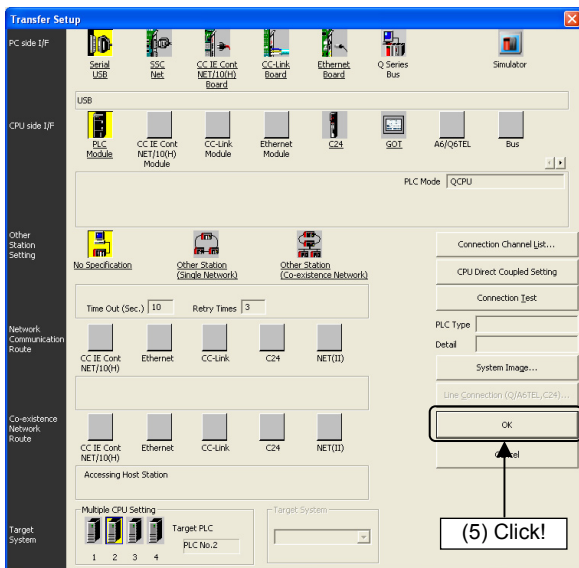 Transfer Setup
PC side I/F
Serial
USB
SSC
Net
CC IE Cont
NET/10(H)
Board
CC-Link
Board
Ethernet
Board
Q Series
Bus
Simulator
USB
CPU side I/F
PLC
Module
CC IE Cont
NET/10(H)
Module
CC-Link
Module
Ethernet
Module
C24
GOT
A6/Q6TEL
Bus
PLC Mode QCPU
Other
Station
Setting
No Specification
Other Station
(Single Network)
Other Station
(Co-existence Network)
Time Out (Sec.) 10 Retry Times 3
Connection Channel List...
CPU Direct Coupled Setting
Connection Test
PLC Type
Detail
System Image...
Line Connection (Q/A6TEL,C24)...
OK
Cancel
Network
Communication
Route
CC IE Cont
NET/10(H)
Ethernet
CC-Link
C24
NET(II)
Co-existence
Network
Route
CC IE Cont
NET/10(H)
Ethernet
CC-Link
C24
NET(II)
Accessing Host Station
Target
System
Multiple CPU Setting
1 2 3 4
Target PLC
PLC No.2
Target System
(5) Click!